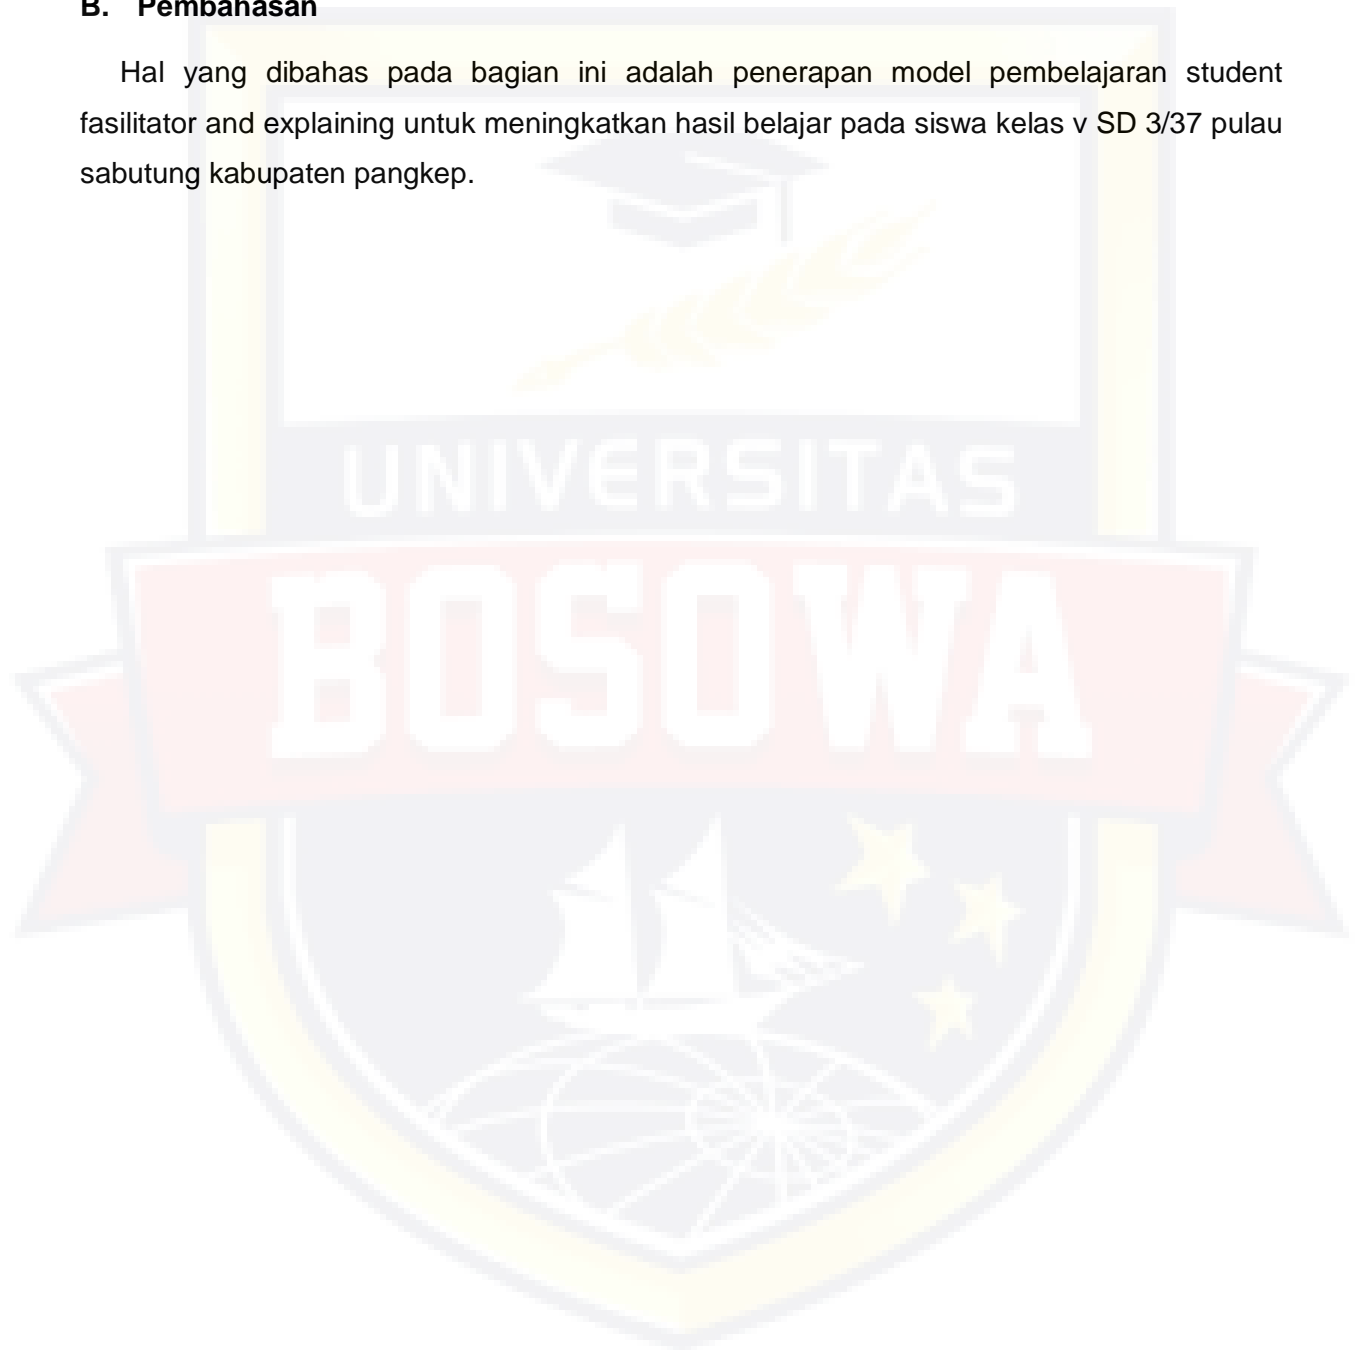 B. Pembahasan
Hal yang dibahas pada bagian ini adalah penerapan model pembelajaran student
fasilitator and explaining untuk meningkatkan hasil belajar pada siswa kelas v SD 3/37 pulau
sabutung kabupaten pangkep.
UNIVERSITAS
BOSOWA